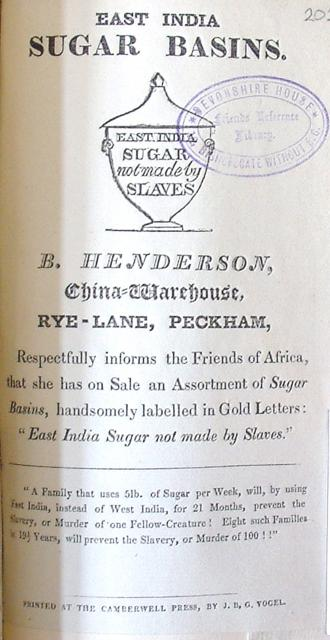 202
EAST INDIA
SUGAR BASINS.
EAST INDIA
SUGAR
not made by
SLAVES
DEVONSHIRE HOUSE
Friends Reference
Library.
BISHOPSGATE WITHOUT E.C.
B. HENDERSON,
China-Warehouse,
RYE-LANE, PECKHAM,
Respectfully informs the Friends of Africa,
that she has on Sale an Assortment of Sugar
Basins, handsomely labelled in Gold Letters:
"East India Sugar not made by Slaves."
"A Family that uses 5lb. of Sugar per Week, will, by using
East India, instead of West India, for 21 Months, prevent the
Slavery, or Murder of one Fellow-Creature! Eight such Families
in 19½ Years, will prevent the Slavery, or Murder of 100!!"
PRINTED AT THE CAMBERWELL PRESS, BY J. B. G. VOGEL.